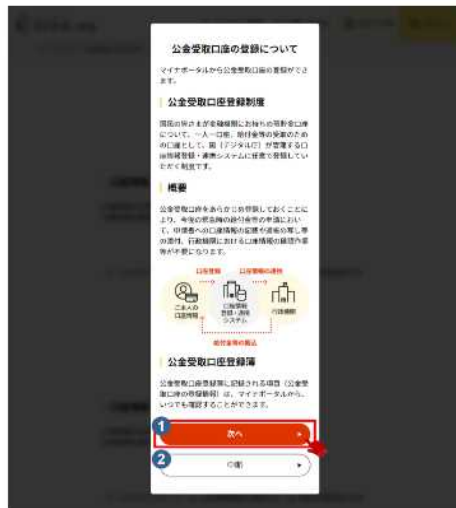 公金受取口座の登録について
マイナポータルから公金受取口座の登録ができ
ます。
公金受取口座登録制度
国民の皆さまが金融機関にお持ちの預貯金口座
について、一人一口座、給付金等の受取のため
の口座として、国（デジタル庁）が管理する口
座情報登録・連携システムに任意で登録してい
ただく制度です。
概要
公金受取口座をあらかじめ登録しておくことに
より、今後の緊急時の給付金等の申請におい
て、申請書への口座情報の記載や通帳の写し等
の添付、行政機関における口座情報の確認作業
等が不要になります。
口座登録
口座情報の連携
ご本人の
口座情報
口座情報
登録・連携
システム
行政機関
給付金等の振込
公金受取口座登録簿
公金受取口座登録簿に記録される項目（公金受
取口座の登録情報）は、マイナポータルから、
いつでも確認することができます。
1
次へ
2
中断